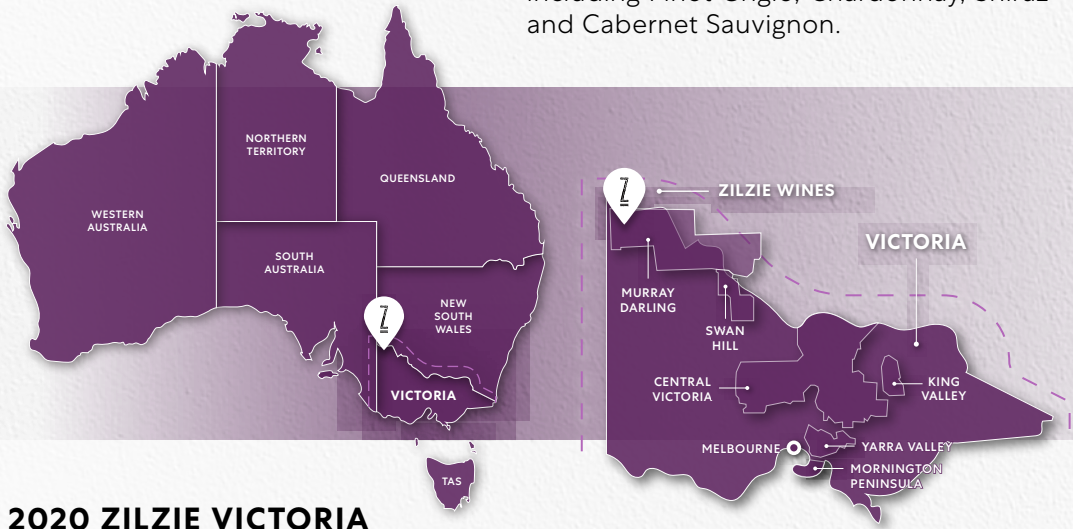 and Cabernet Sauvignon.
NORTHERN
TERRITORY
QUEENSLAND
WESTERN
AUSTRALIA
SOUTH
AUSTRALIA
NEW
SOUTH
WALES
Z
VICTORIA
TAS
Z
ZILZIE WINES
VICTORIA
MURRAY
DARLING
SWAN
HILL
CENTRAL
VICTORIA
KING
VALLEY
MELBOURNE
YARRA VALLEY
MORNINGTON
PENINSULA
2020 ZILZIE VICTORIA